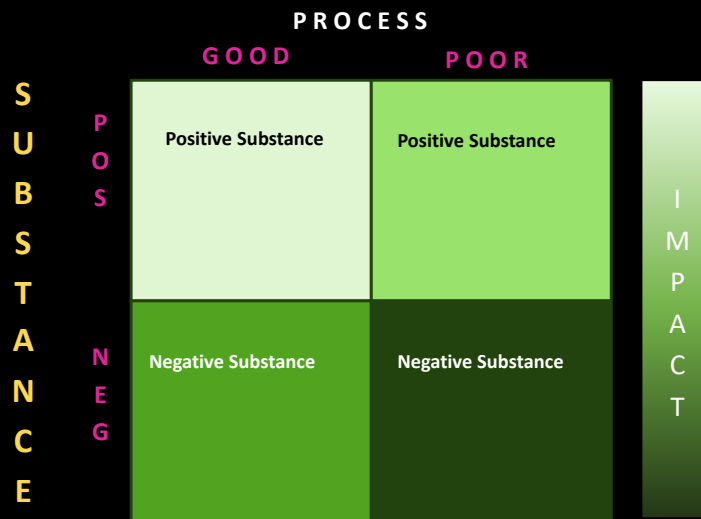 PROCESS
GOOD POOR
SUBSTANCE
POS
Positive Substance Positive Substance
NEG
Negative Substance Negative Substance
IMPACT